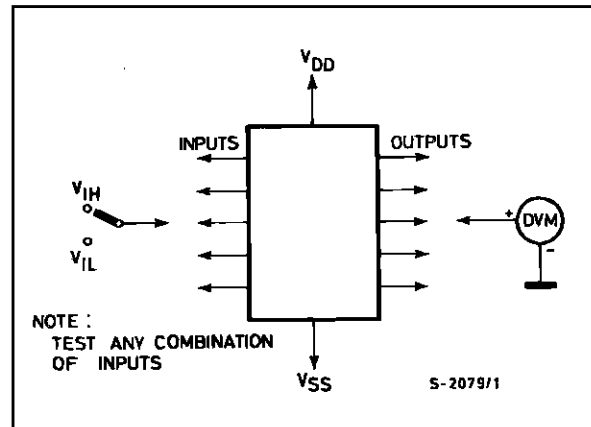 VDD
INPUTS
OUTPUTS
VIH
VIL
+
DVM
-
NOTE :
TEST ANY COMBINATION
OF INPUTS
VSS
S-2079/1